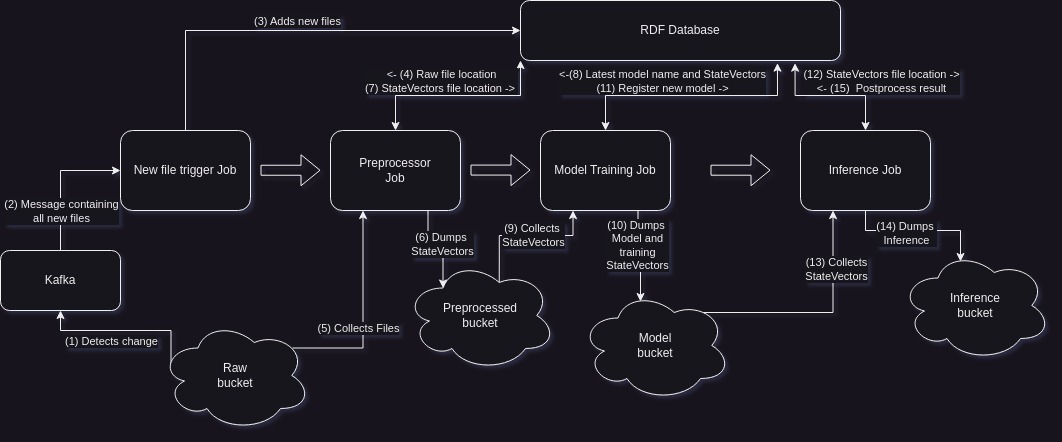 (3) Adds new files
RDF Database
<- (4) Raw file location
(7) StateVectors file location ->
<-(8) Latest model name and StateVectors
(11) Register new model ->
(12) StateVectors file location ->
<- (15)  Postprocess result
New file trigger Job
Preprocessor
Job
Model Training Job
Inference Job
(2) Message containing
all new files
(6) Dumps
StateVectors
(9) Collects
StateVectors
(10) Dumps
Model and
training
StateVectors
(14) Dumps
Inference
(13) Collects
StateVectors
Kafka
Preprocessed
bucket
Inference
bucket
(5) Collects Files
(1) Detects change
Raw
bucket
Model
bucket